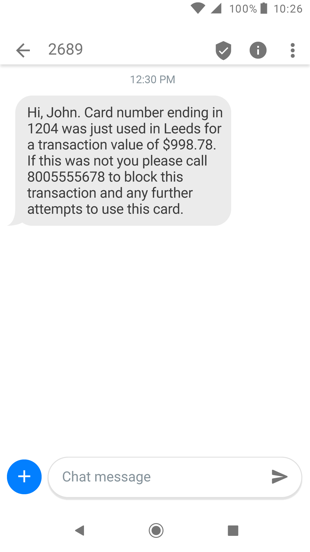 100% 10:26
2689
12:30 PM
Hi, John. Card number ending in
1204 was just used in Leeds for
a transaction value of $998.78.
If this was not you please call
8005555678 to block this
transaction and any further
attempts to use this card.
Chat message